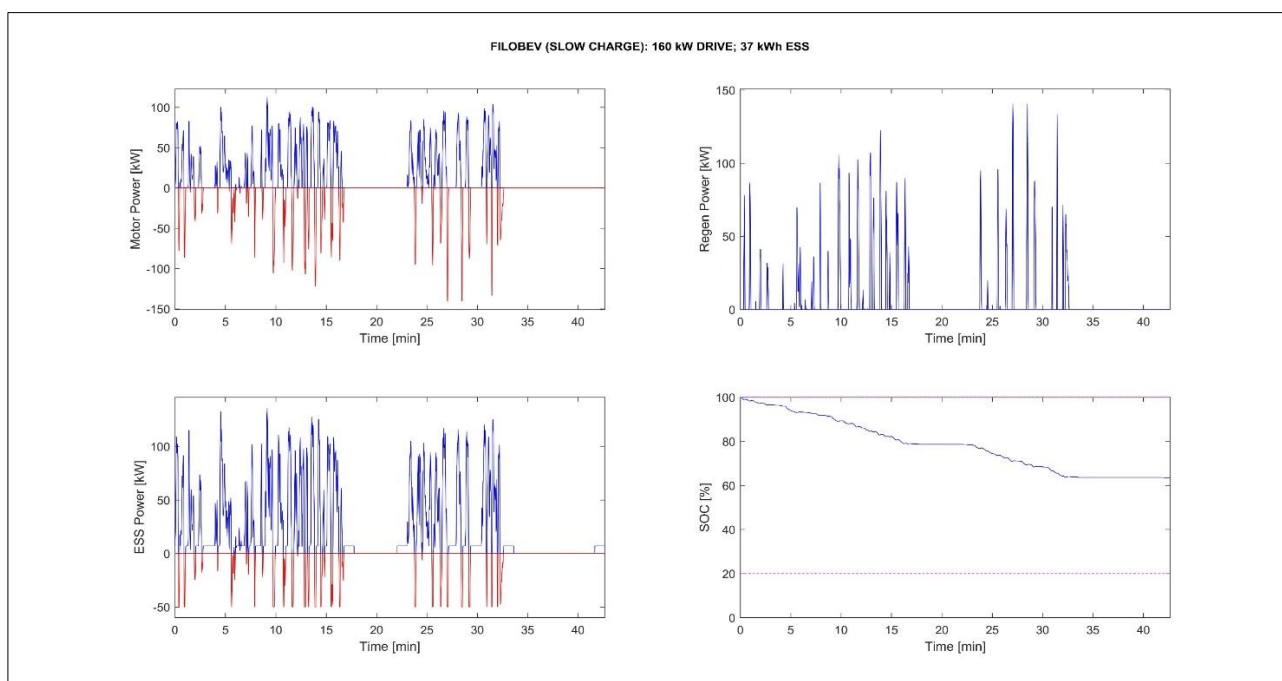 FILOBEV (SLOW CHARGE): 160 kW DRIVE; 37 kWh ESS
Motor Power [kW]
100
50
0
-50
-100
-150
0 5 10 15 20 25 30 35 40
Time [min]
Regen Power [kW]
150
100
50
0
0 5 10 15 20 25 30 35 40
Time [min]
ESS Power [kW]
100
50
0
-50
0 5 10 15 20 25 30 35 40
Time [min]
SOC [%]
100
80
60
40
20
0
0 5 10 15 20 25 30 35 40
Time [min]